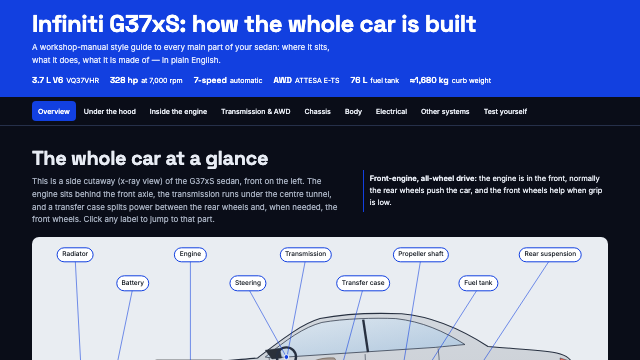 Infiniti G37xS: how the whole car is built
A workshop-manual style guide to every main part of your sedan: where it sits,
what it does, what it is made of — in plain English.
3.7 L V6 VQ37VHR 328 hp at 7,000 rpm 7-speed automatic AWD ATTESA E-TS 76 L fuel tank ≈1,680 kg curb weight
Overview Under the hood Inside the engine Transmission & AWD Chassis Body Electrical Other systems Test yourself
The whole car at a glance
This is a side cutaway (x-ray view) of the G37xS sedan, front on the left. The
engine sits behind the front axle, the transmission runs under the centre tunnel,
and a transfer case splits power between the rear wheels and, when needed, the
front wheels. Click any label to jump to that part.
Front-engine, all-wheel drive: the engine is in the front, normally
the rear wheels push the car, and the front wheels help when grip
is low.
Radiator Engine Transmission Propeller shaft Rear suspension
Battery Steering Transfer case Fuel tank